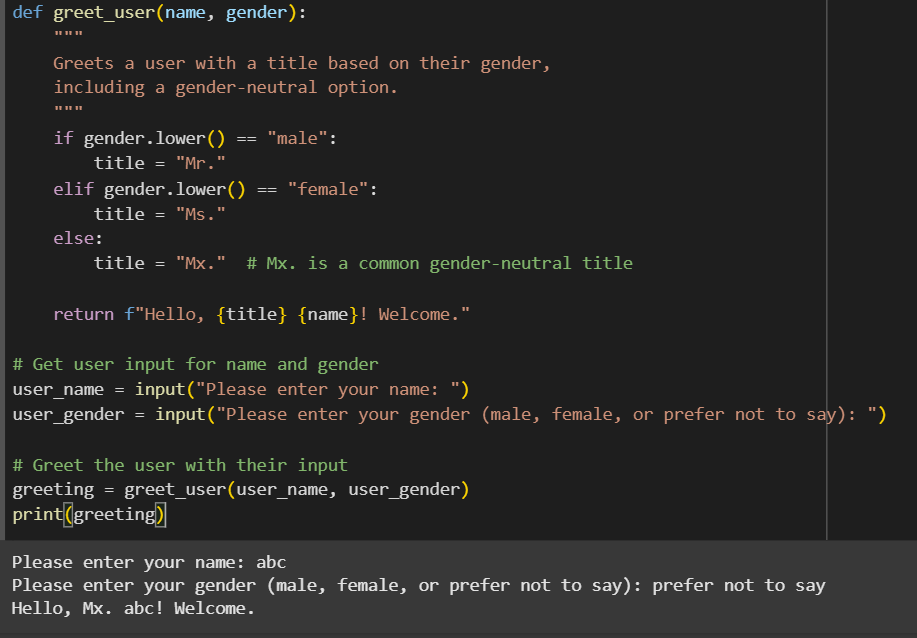 def greet_user(name, gender):
    """
    Greets a user with a title based on their gender,
    including a gender-neutral option.
    """
    if gender.lower() == "male":
        title = "Mr."
    elif gender.lower() == "female":
        title = "Ms."
    else:
        title = "Mx."  # Mx. is a common gender-neutral title

    return f"Hello, {title} {name}! Welcome."

# Get user input for name and gender
user_name = input("Please enter your name: ")
user_gender = input("Please enter your gender (male, female, or prefer not to say): ")

# Greet the user with their input
greeting = greet_user(user_name, user_gender)
print(greeting)
Please enter your name: abc
Please enter your gender (male, female, or prefer not to say): prefer not to say
Hello, Mx. abc! Welcome.